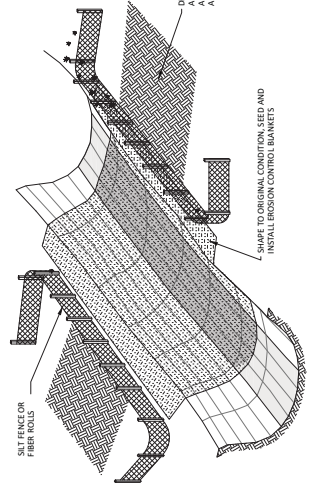 SILT FENCE OR
FIBER ROLLS
SHAPE TO ORIGINAL CONDITION, SEED AND
INSTALL EROSION CONTROL BLANKETS
D
A
A
A